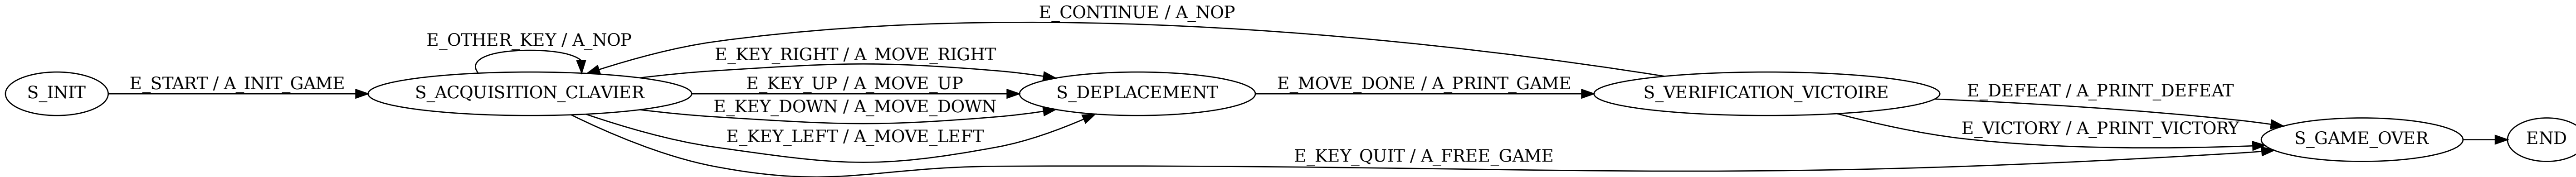 E_CONTINUE / A_NOP
E_OTHER_KEY / A_NOP
E_KEY_RIGHT / A_MOVE_RIGHT
S_INIT
E_START / A_INIT_GAME
S_ACQUISITION_CLAVIER
E_KEY_UP / A_MOVE_UP
S_DEPLACEMENT
E_MOVE_DONE / A_PRINT_GAME
S_VERIFICATION_VICTOIRE
E_DEFEAT / A_PRINT_DEFEAT
E_KEY_DOWN / A_MOVE_DOWN
E_VICTORY / A_PRINT_VICTORY
E_KEY_LEFT / A_MOVE_LEFT
S_GAME_OVER
END
E_KEY_QUIT / A_FREE_GAME